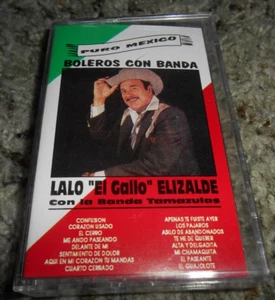 PURO MEXICO
BOLEROS CON BANDA
LALO "El Gallo" ELIZALDE
Con la Banda Tamazulas
CONFUSION
CORAZON USADO
EL CERRO
ME ANDO PASEANDO
DELANTE DE MI
SENTIMIENTO DE DOLOR
AQUI EN MI CORAZON TU MANDAS
CUARTO CERRADO
APENAS TE FUISTE AYER
LOS PAJAROS
ASILO DE ABANDONADOS
TE HE DE QUERER
ALTA Y DELGADITA
MI CHAMAQUITA
EL PASEANTE
EL GUAJOLOTE